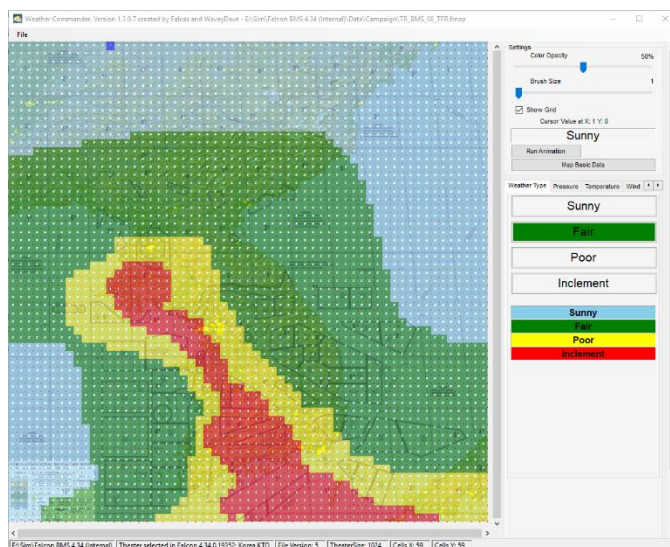 Weather Commander. Version 1.3.0.7 created by Falcas and WaveyDave - E:\Sim\Falcon BMS 4.34 (Internal)\Data\Campaign\TR_BMS_06_TFR.fmap
File
Settings
Color Opacity 50%
Brush Size 1
Show Grid
Cursor Value at X: 1 Y: 0
Sunny
Run Animation
Map Basic Data
Weather Type Pressure Temperature Wind
Sunny
Fair
Poor
Inclement
Sunny
Fair
Poor
Inclement
E:\Sim\Falcon BMS 4.34 (Internal) Theater selected in Falcon 4.34.0.19352: Korea KTO File Version: 5 TheaterSize: 1024 Cells X: 59 Cells Y: 59